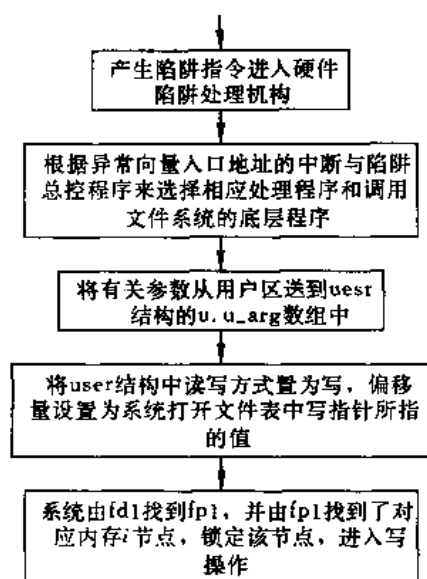 产生陷阱指令进入硬件
陷阱处理机构
根据异常向量入口地址的中断与陷阱
总控程序来选择相应处理程序和调用
文件系统的底层程序
将有关参数从用户区送到uesr
结构的u.u_arg数组中
将user结构中读写方式置为写，偏移
量设置为系统打开文件表中写指针所指
的值
系统由fd1找到fp1，并由fp1找到了对
应内存i节点，锁定该节点，进入写
操作